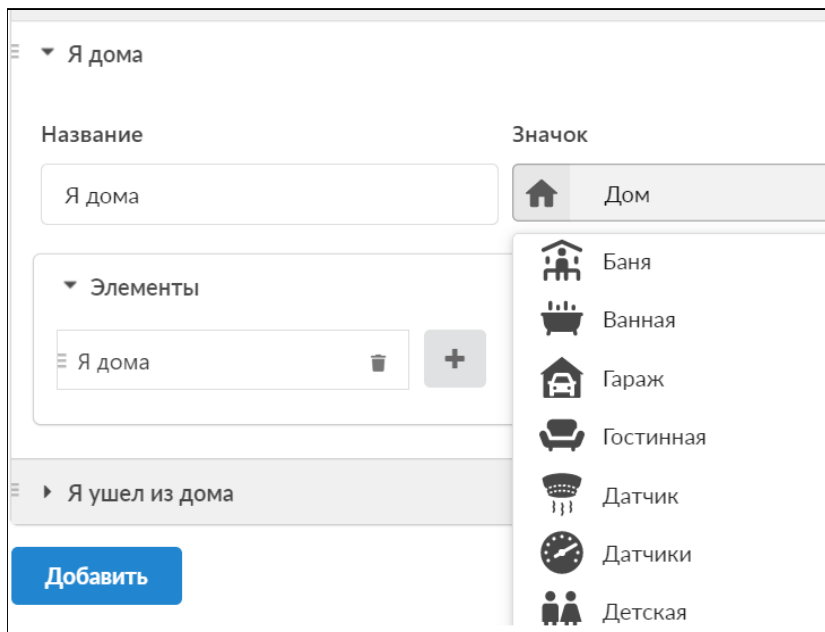 Я дома
Название
Значок
Я дома
Дом
Баня
Элементы
Ванная
Я дома
Гараж
Гостинная
Я ушел из дома
Датчик
Датчики
Добавить
Детская